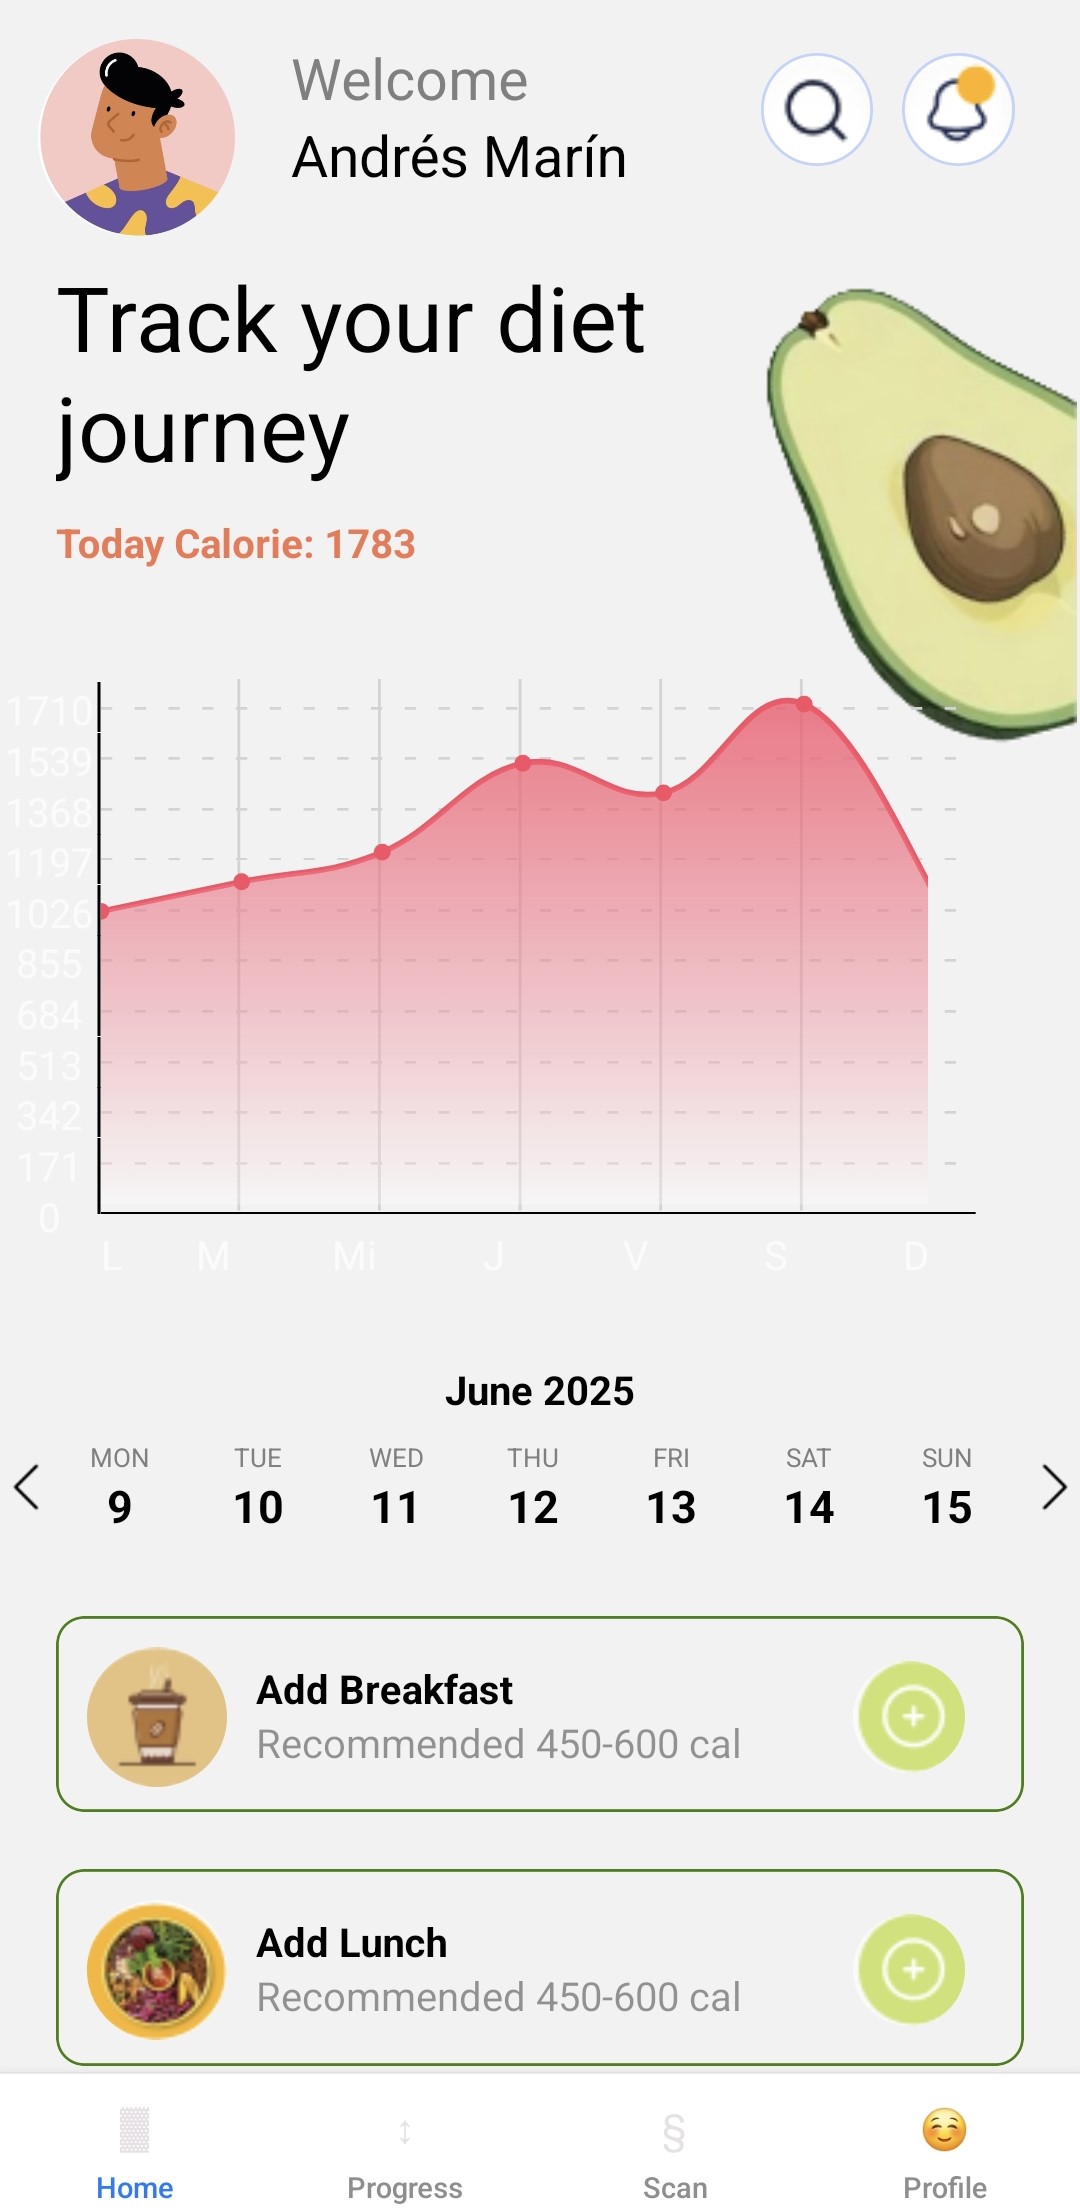 Welcome
Andrés Marín
Track your diet
journey
Today Calorie: 1783
1710
1539
1368
1197
1026
855
684
513
342
171
0
L M Mi J V S D
June 2025
MON TUE WED THU FRI SAT SUN
9 10 11 12 13 14 15
Add Breakfast
Recommended 450-600 cal
Add Lunch
Recommended 450-600 cal
§
Home Progress Scan Profile